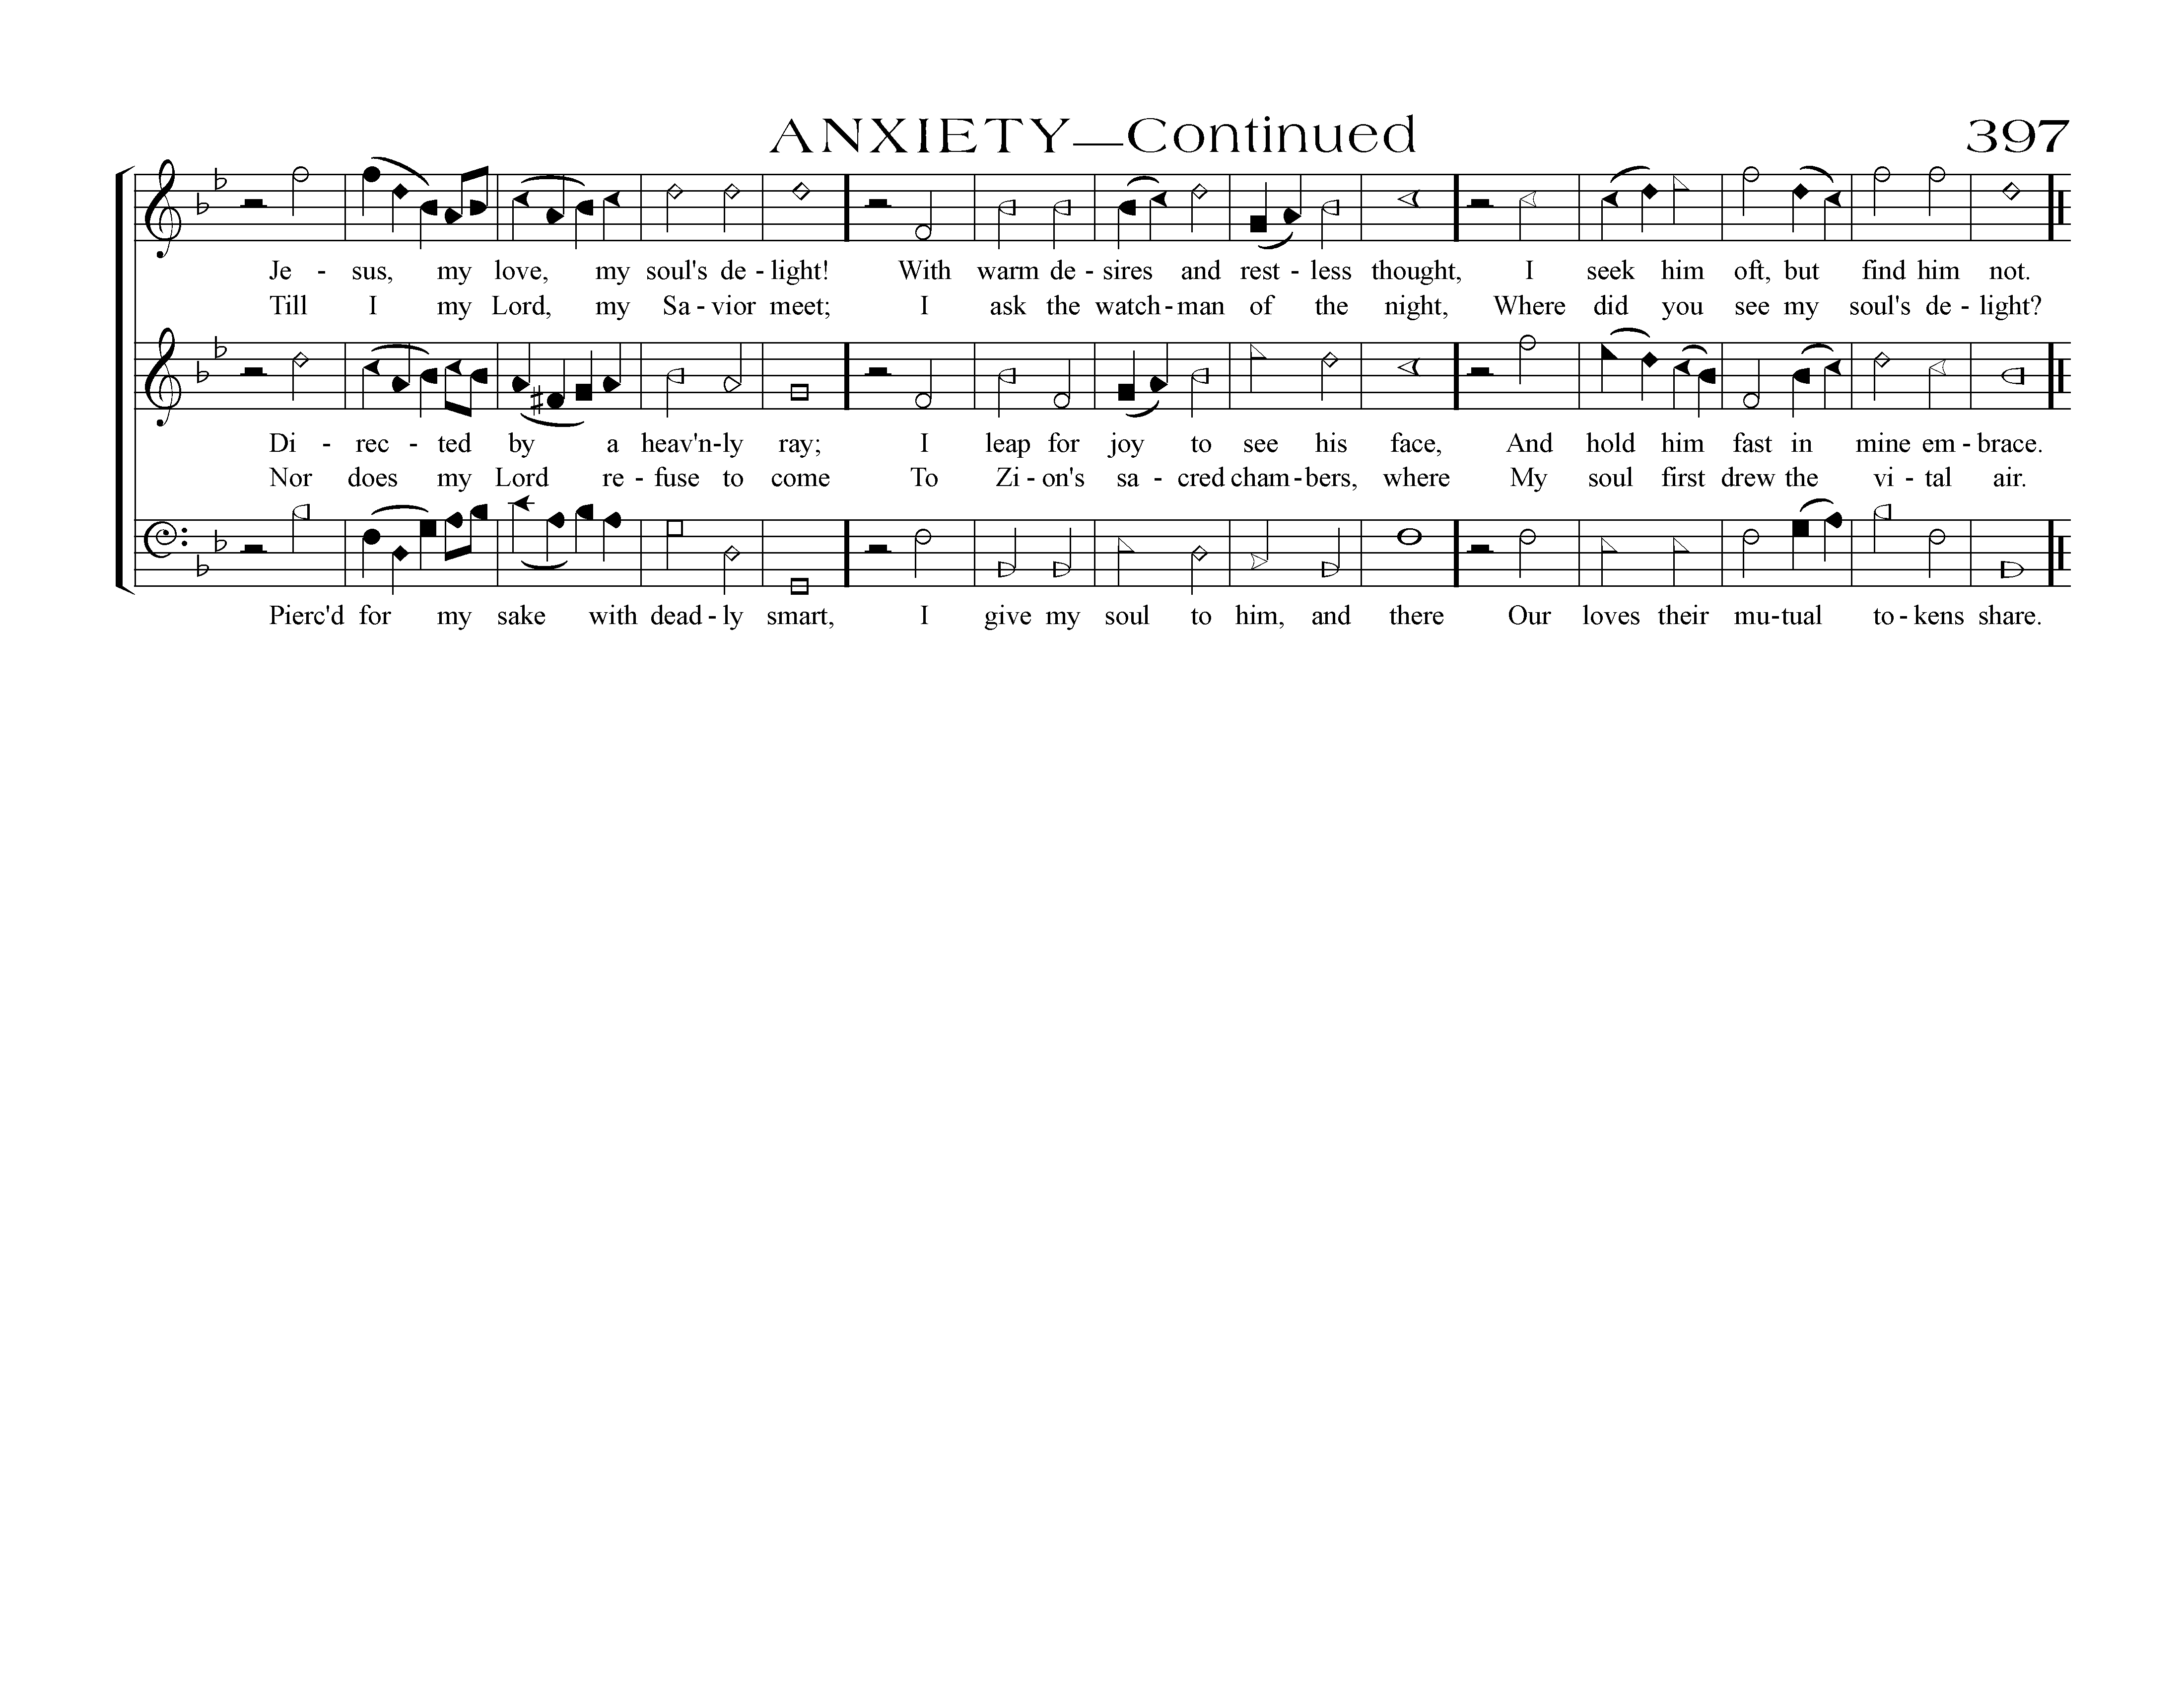 ANXIETY—Continued 397
Je - sus, my love, my soul's de - light! With warm de - sires and rest - less thought, I seek him oft, but find him not.
Till I my Lord, my Sa - vior meet; I ask the watch - man of the night, Where did you see my soul's de - light?
Di - rec - ted by a heav'n - ly ray; I leap for joy to see his face, And hold him fast in mine em - brace.
Nor does my Lord re - fuse to come To Zi - on's sa - cred cham - bers, where My soul first drew the vi - tal air.
Pierc'd for my sake with dead - ly smart, I give my soul to him, and there Our loves their mu - tual to - kens share.